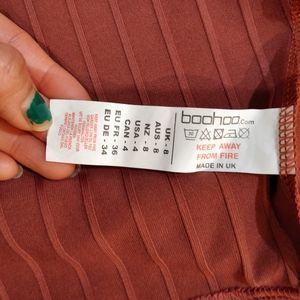 boohoo.com
30
KEEP AWAY
FROM FIRE
MADE IN UK
UK - 8
AUS - 8
NZ - 8
USA - 4
CAN - 4
EU FR - 36
EU DE - 34